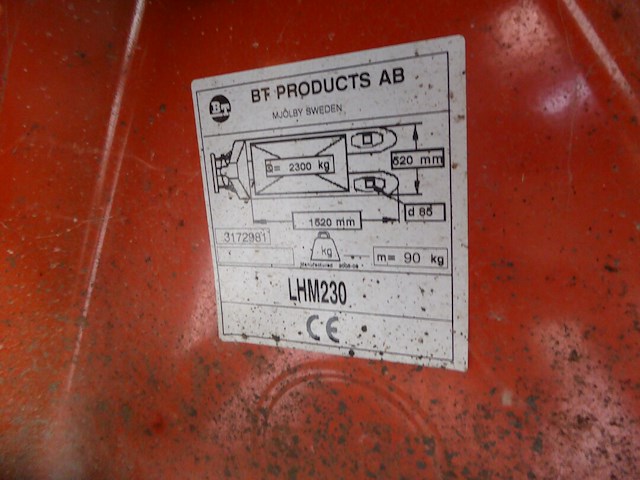 BT
BT PRODUCTS AB
MJÖLBY SWEDEN
Q= 2300 kg
520 mm
d 85
1520 mm
3172981
kg
m= 90 kg
LHM230
CE